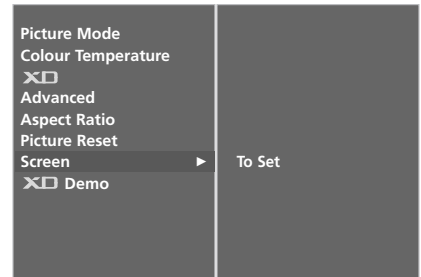 Picture Mode
Colour Temperature
XD
Advanced
Aspect Ratio
Picture Reset
Screen ► To Set
XD Demo